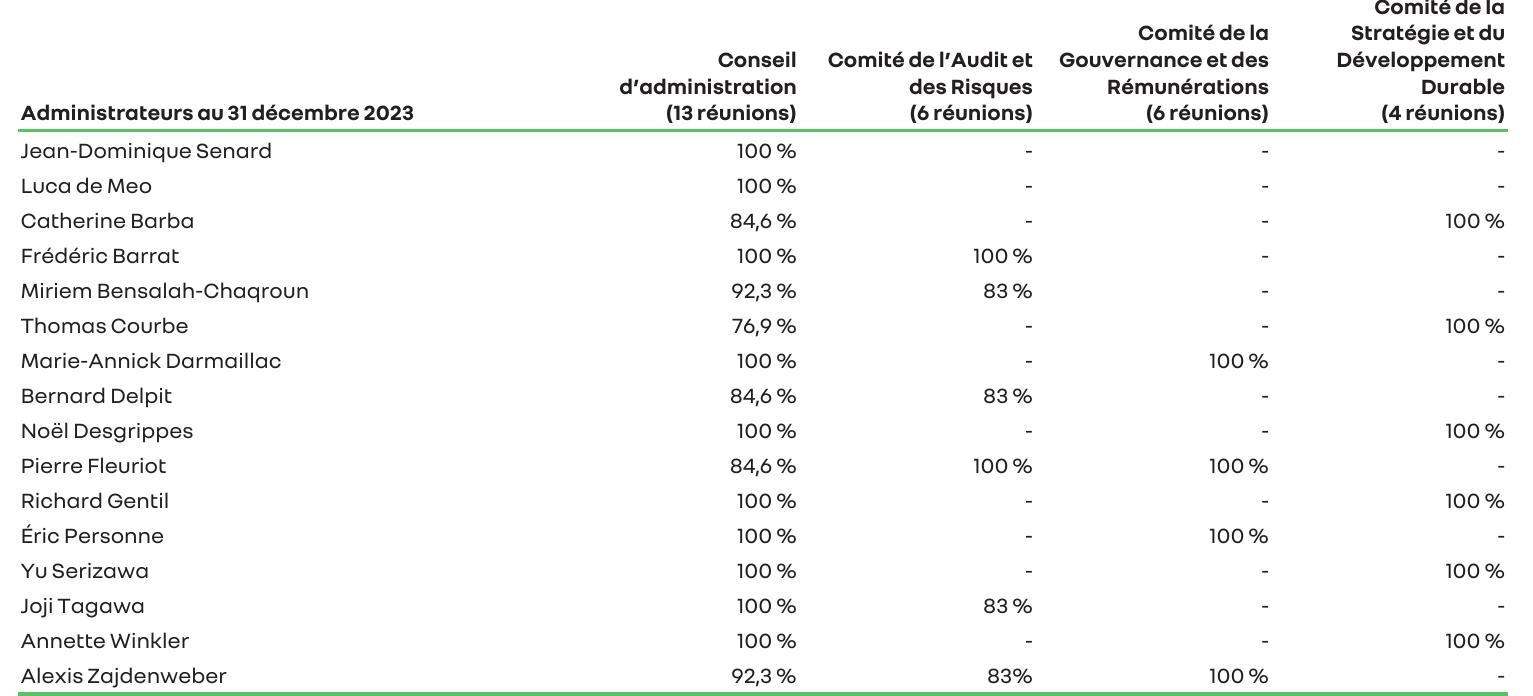 Administrateurs au 31 décembre 2023
Conseil
d'administration
(13 réunions)
Comité de l'Audit et
des Risques
(6 réunions)
Comité de la
Gouvernance et des
Rémunérations
(6 réunions)
Comité de la
Stratégie et du
Développement
Durable
(4 réunions)
Jean-Dominique Senard 100 % - - -
Luca de Meo 100 % - - -
Catherine Barba 84,6 % - - 100 %
Frédéric Barrat 100 % 100 % - -
Miriem Bensalah-Chaqroun 92,3 % 83 % - -
Thomas Courbe 76,9 % - - 100 %
Marie-Annick Darmaillac 100 % - 100 % -
Bernard Delpit 84,6 % 83 % - -
Noël Desgrippes 100 % - - 100 %
Pierre Fleuriot 84,6 % 100 % 100 % -
Richard Gentil 100 % - - 100 %
Éric Personne 100 % - 100 % -
Yu Serizawa 100 % - - 100 %
Joji Tagawa 100 % 83 % - -
Annette Winkler 100 % - - 100 %
Alexis Zajdenweber 92,3 % 83% 100 % -